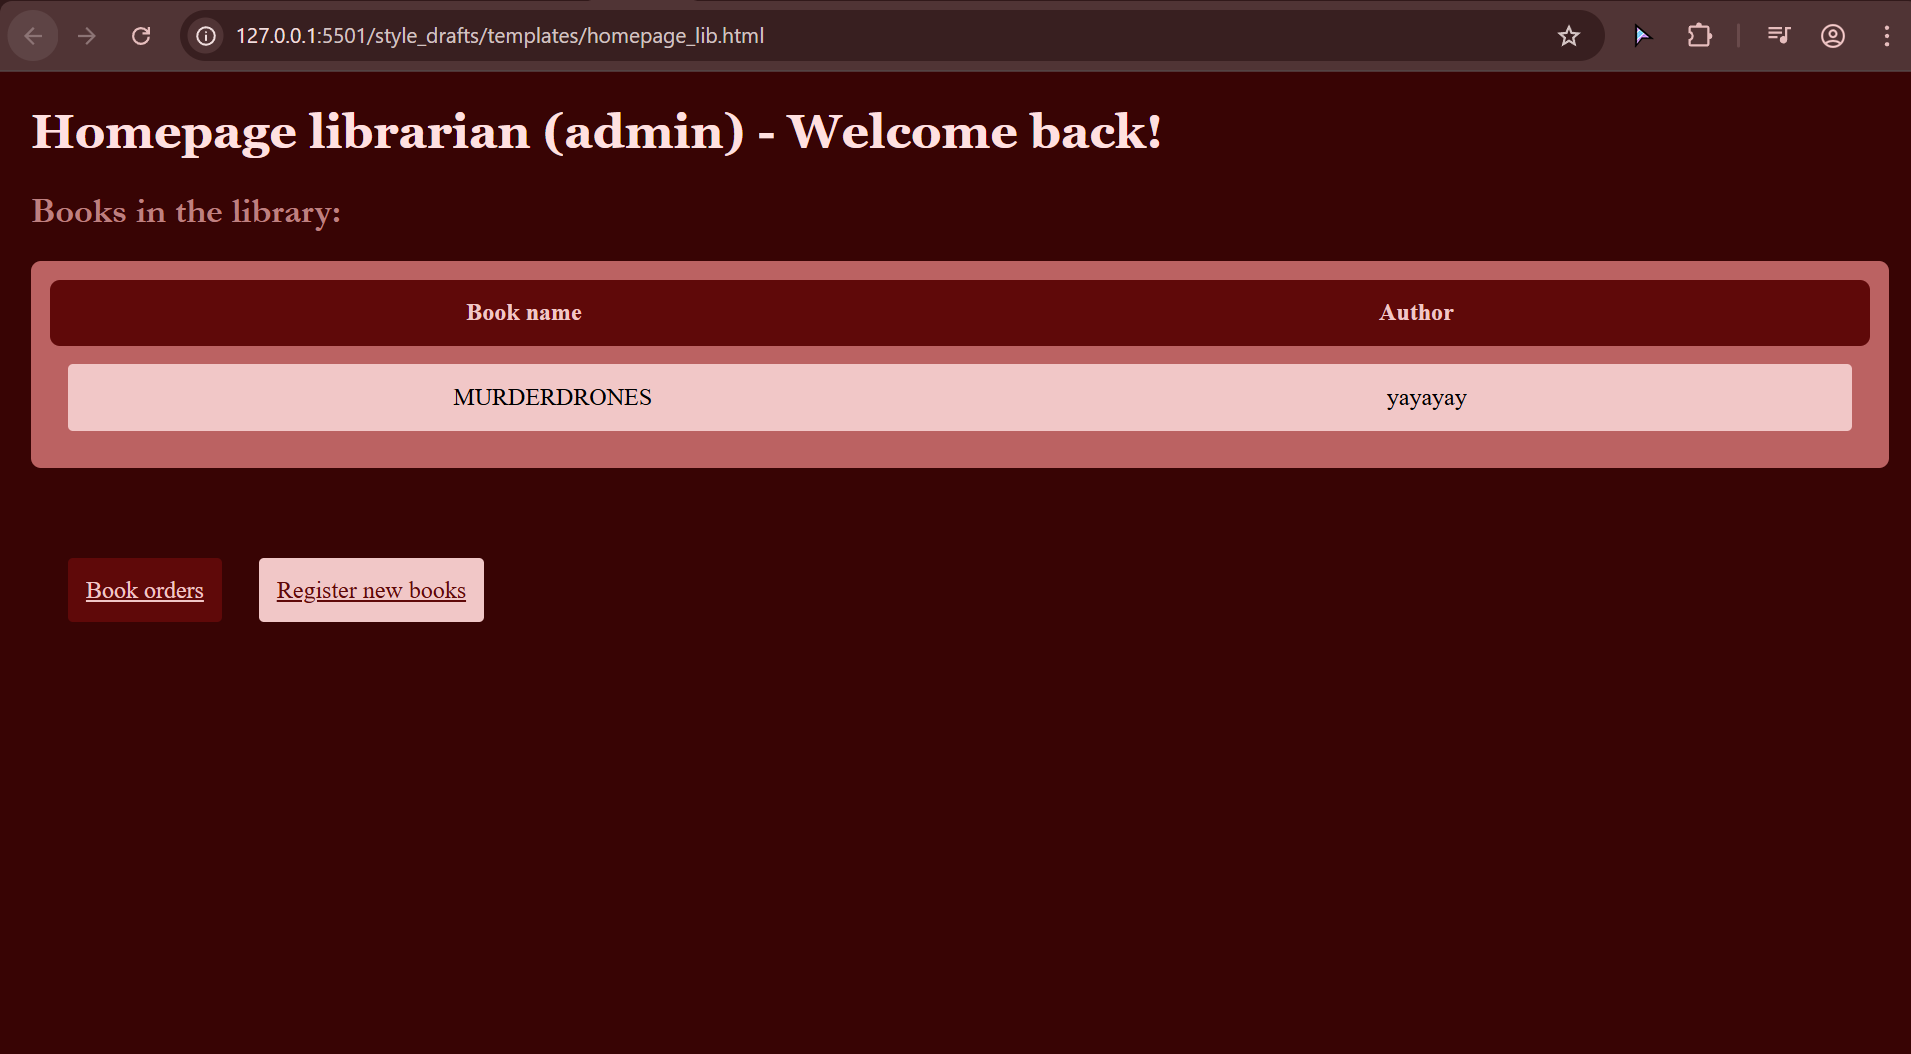 127.0.0.1:5501/style_drafts/templates/homepage_lib.html
Homepage librarian (admin) - Welcome back!
Books in the library:
Book name Author
MURDERDRONES yayayay
Book orders Register new books